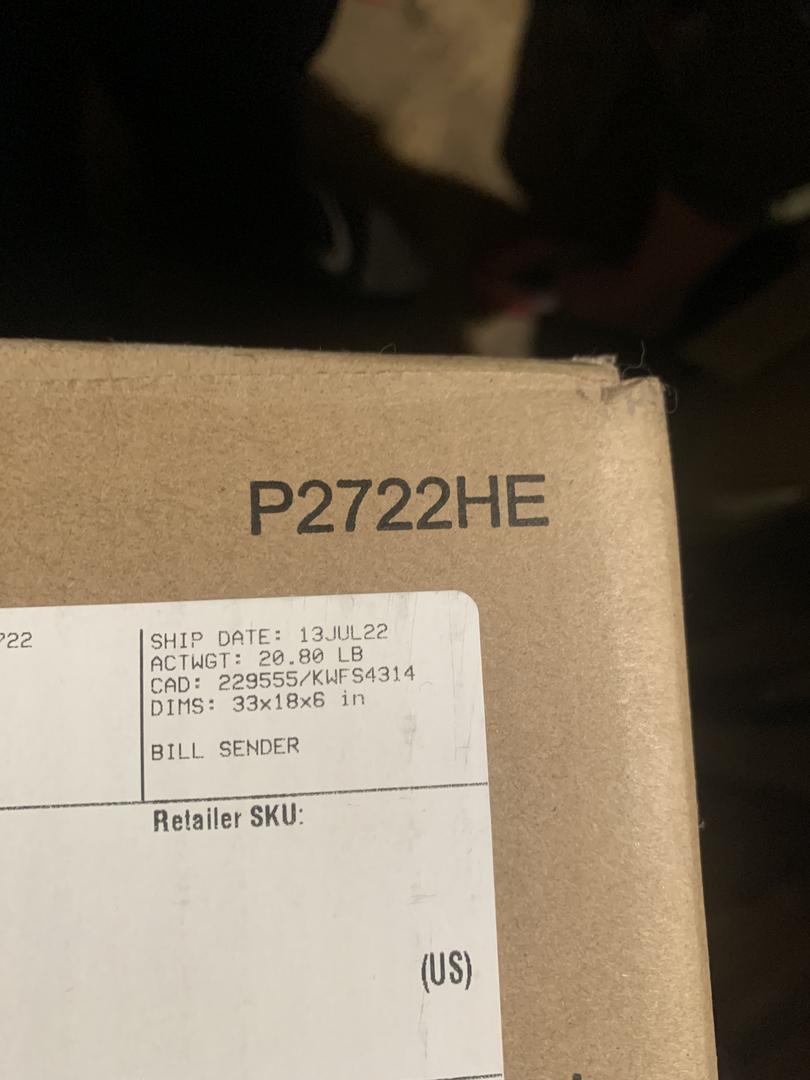 P2722HE
722
SHIP DATE: 13JUL22
ACTWGT: 20.80 LB
CAD: 229555/KWFS4314
DIMS: 33x18x6 in
BILL SENDER
Retailer SKU:
(US)